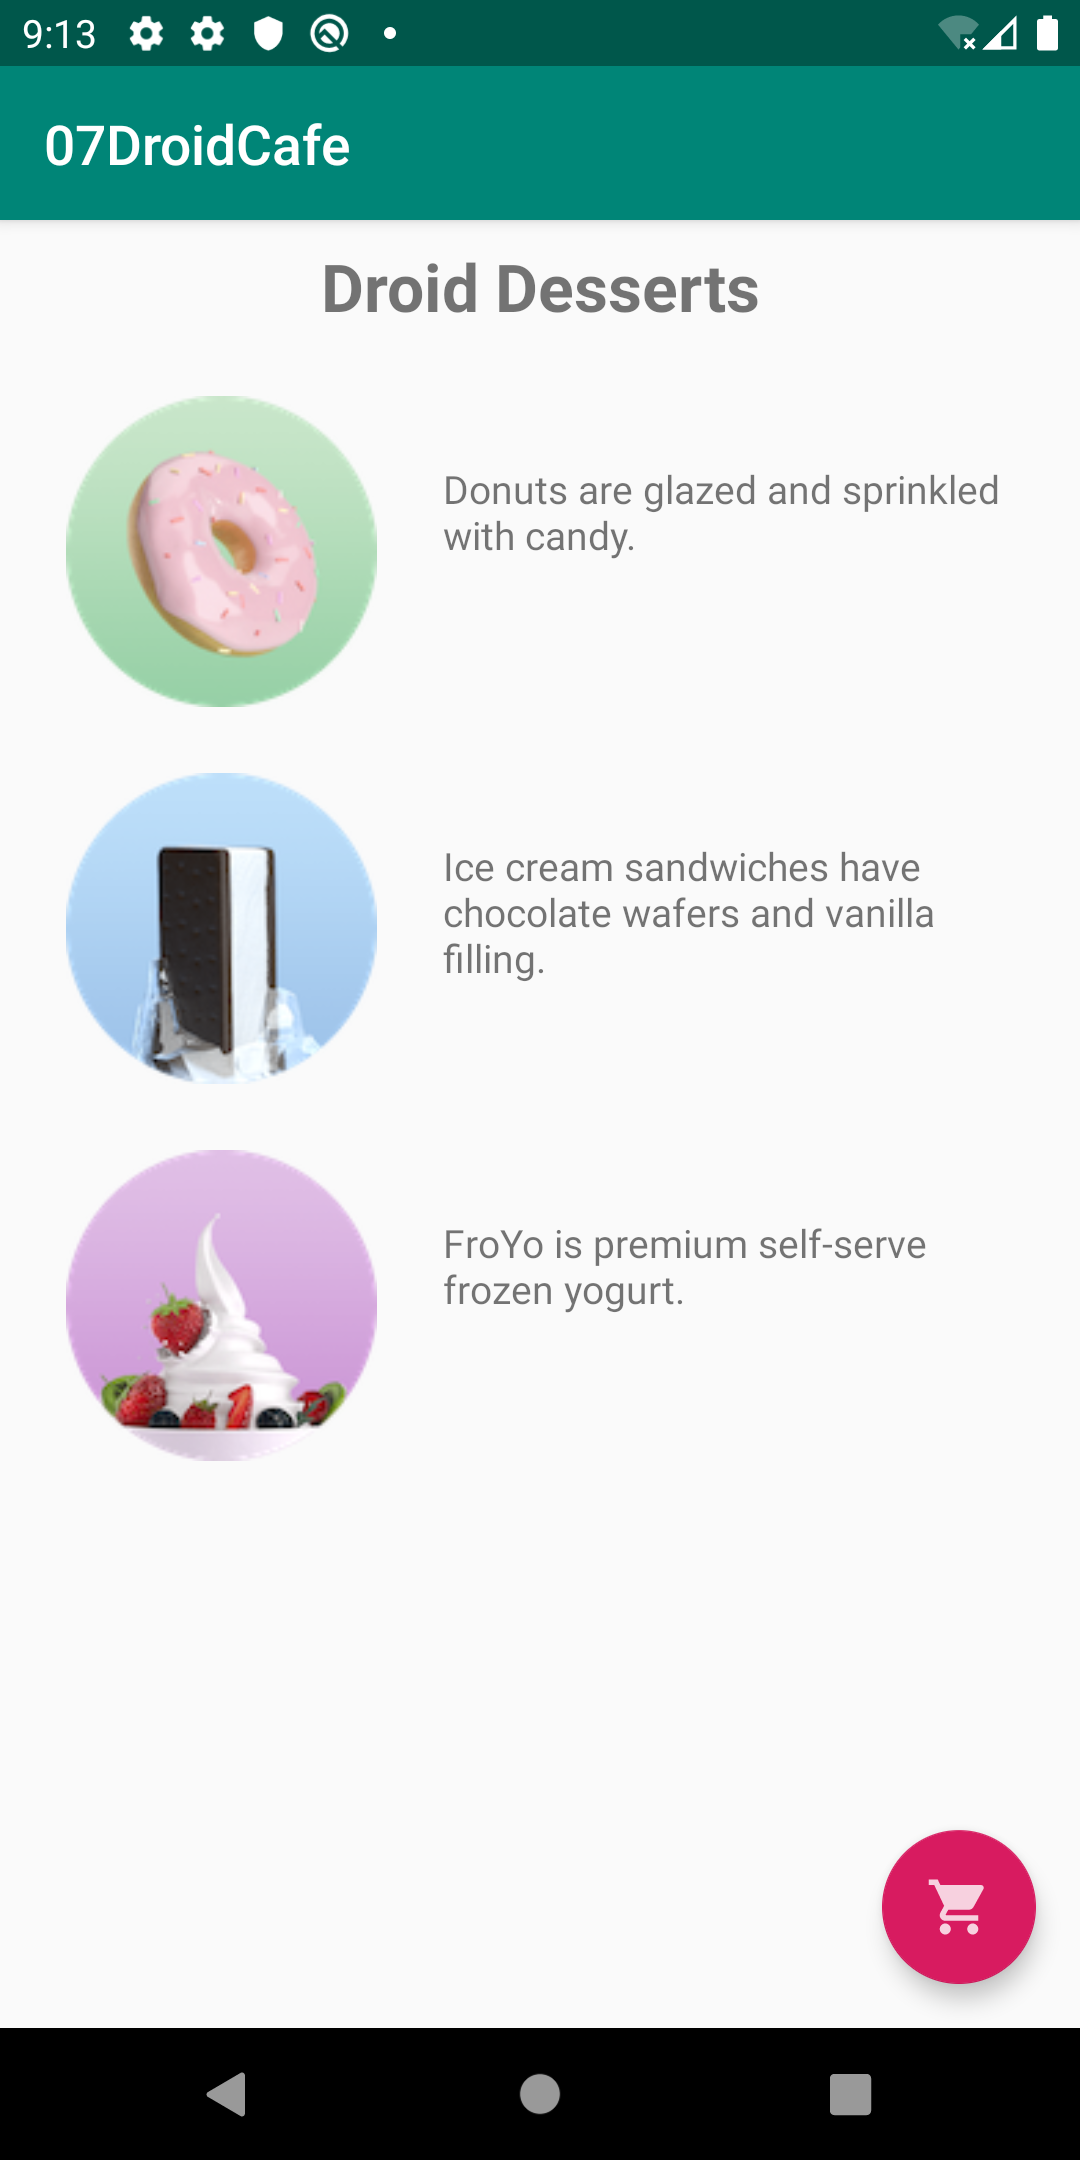 9:13
07DroidCafe
Droid Desserts
Donuts are glazed and sprinkled
with candy.
Ice cream sandwiches have
chocolate wafers and vanilla
filling.
FroYo is premium self-serve
frozen yogurt.